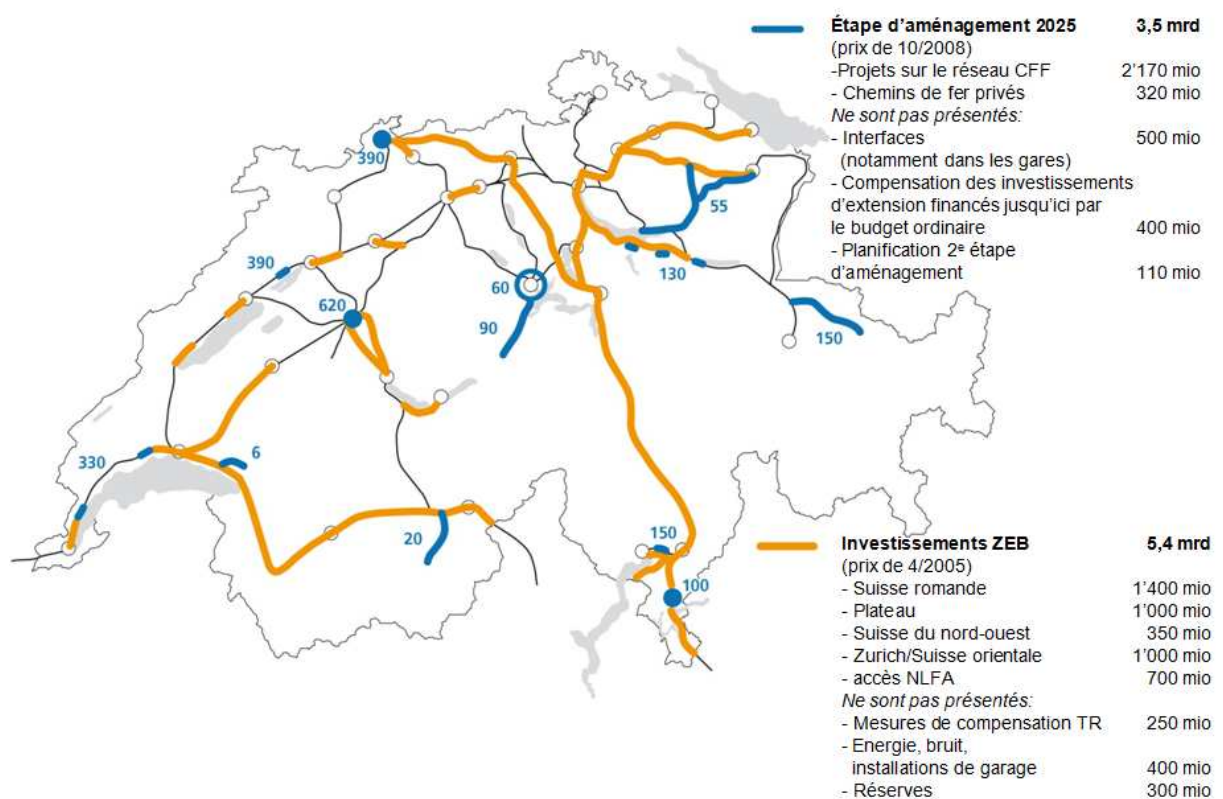 Étape d'aménagement 2025 3,5 mrd
(prix de 10/2008)
-Projets sur le réseau CFF 2'170 mio
- Chemins de fer privés 320 mio
Ne sont pas présentés:
- Interfaces 500 mio
(notamment dans les gares)
- Compensation des investissements
d'extension financés jusqu'ici par
le budget ordinaire 400 mio
- Planification 2e étape
d'aménagement 110 mio
390
55
390
130
60
620
90
150
330
6
20
150
100
Investissements ZEB 5,4 mrd
(prix de 4/2005)
- Suisse romande 1'400 mio
- Plateau 1'000 mio
- Suisse du nord-ouest 350 mio
- Zurich/Suisse orientale 1'000 mio
- accès NLFA 700 mio
Ne sont pas présentés:
- Mesures de compensation TR 250 mio
- Energie, bruit,
installations de garage 400 mio
- Réserves 300 mio